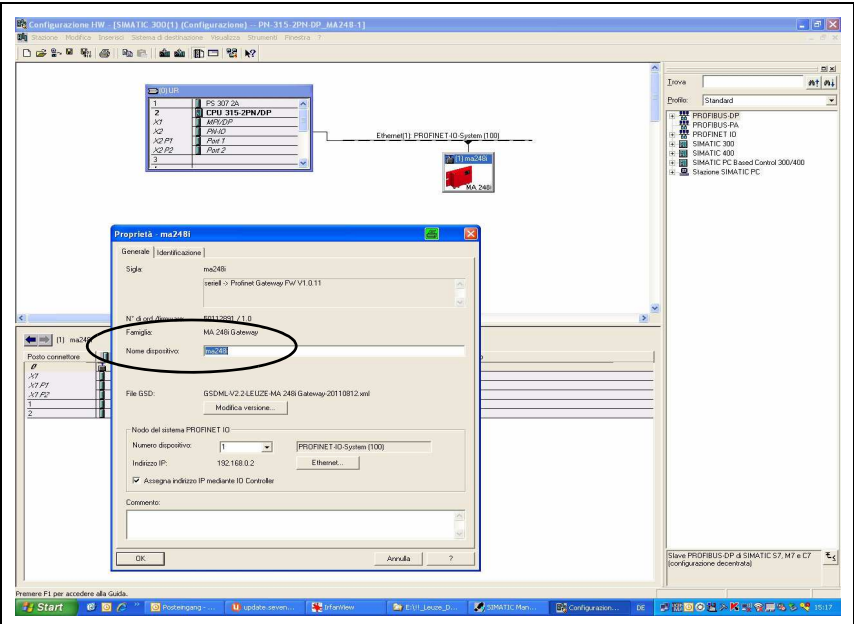 Configurazione HW - [SIMATIC 300(1) (Configurazione) -- PN-315-2PN-DP_MA248-1]
Stazione Modifica Inserisci Sistema di destinazione Visualizza Strumenti Finestra ?
(0) UR
1 PS 307 2A
2 CPU 315-2PN/DP
X1 MPI/DP
X2 PN-IO
X2 P1 Port 1
X2 P2 Port 2
3
Ethernet(1): PROFINET-IO-System (100)
(1) ma248i
MA 248i
Trova
Profilo: Standard
PROFIBUS-DP
PROFIBUS-PA
PROFINET IO
SIMATIC 300
SIMATIC 400
SIMATIC PC Based Control 300/400
Stazione SIMATIC PC
Proprietà - ma248i
Generale Identificazione
Sigla: ma248i
seriell -> Profinet Gateway FW V1.0.11
N° di ord./firmware: 50112891 / 1.0
Famiglia: MA 248i Gateway
Nome dispositivo: ma248i
File GSD: GSDML-V2.2-LEUZE-MA 248i Gateway-20110812.xml
Modifica versione...
Nodo del sistema PROFINET IO
Numero dispositivo: 1 PROFINET-IO-System (100)
Indirizzo IP: 192.168.0.2 Ethernet...
Assegna indirizzo IP mediante IO Controller
Commento:
OK Annulla ?
(1) ma248
Posto connettore
0
X1
X1 P1
X1 P2
1
2
Slave PROFIBUS-DP di SIMATIC S7, M7 e C7
(configurazione decentrata)
Premere F1 per accedere alla Guida.
Start
Posteingang - ...
update.seven...
IrfanView
E:\!!_Leuze_D...
SIMATIC Man...
Configurazion...
DE
15:17